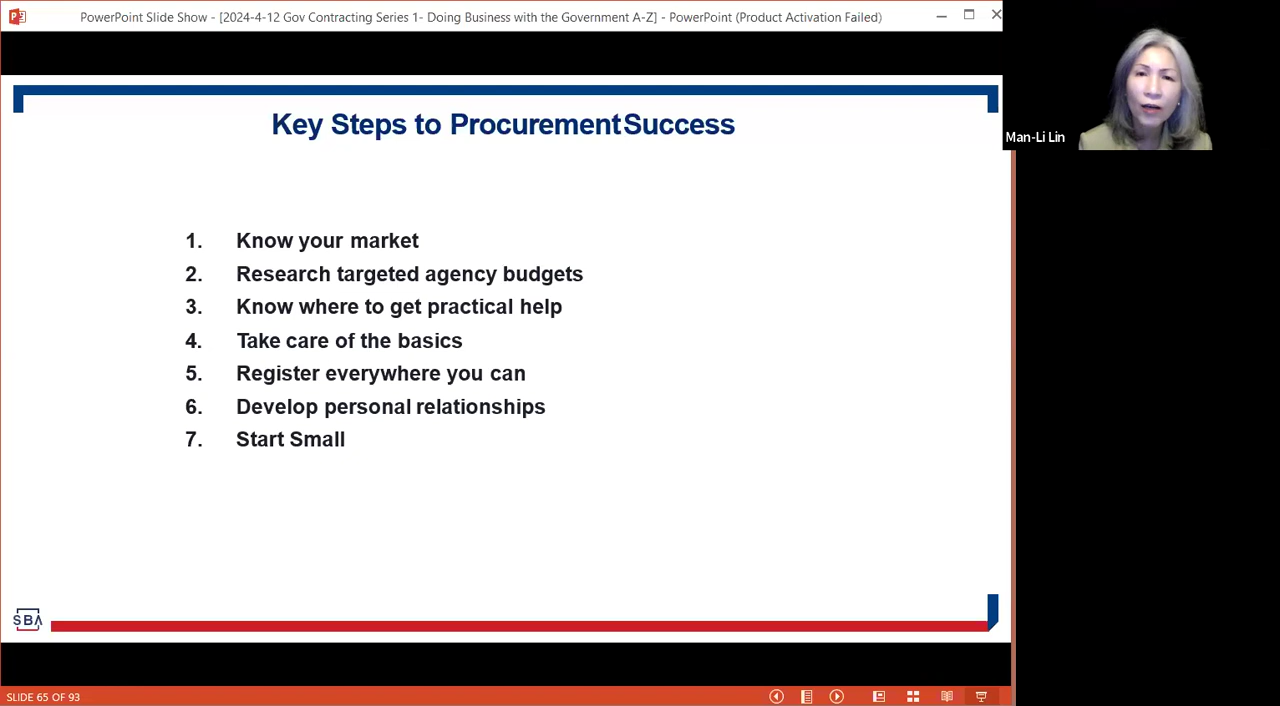 PowerPoint Slide Show - [2024-4-12 Gov Contracting Series 1- Doing Business with the Government A-Z] - PowerPoint (Product Activation Failed)
Man-Li Lin
Key Steps to Procurement Success
1. Know your market
2. Research targeted agency budgets
3. Know where to get practical help
4. Take care of the basics
5. Register everywhere you can
6. Develop personal relationships
7. Start Small
SBA
SLIDE 65 OF 93